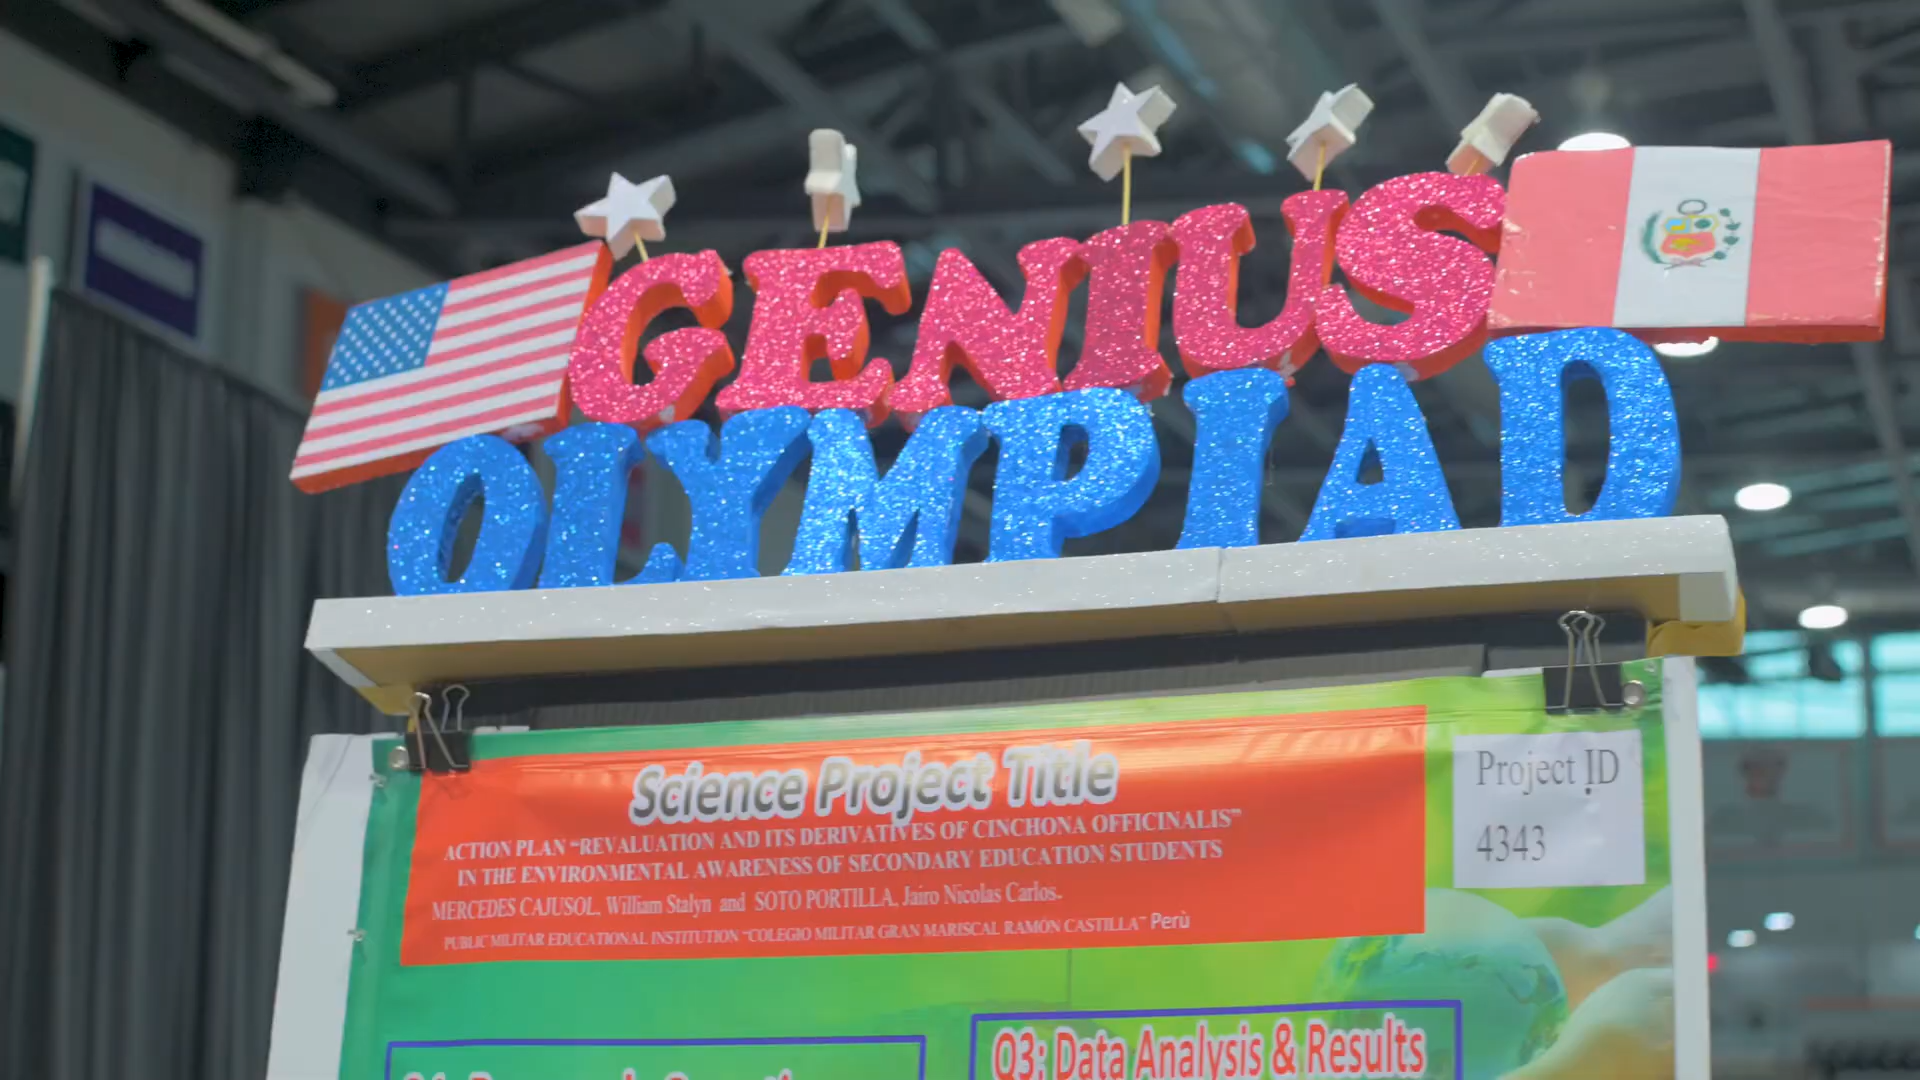 GENIUS
OLYMPIAD
Science Project Title
ACTION PLAN “REVALUATION AND ITS DERIVATIVES OF CINCHONA OFFICINALIS”
IN THE ENVIRONMENTAL AWARENESS OF SECONDARY EDUCATION STUDENTS
MERCEDES CAJUSOL, William Stalyn and SOTO PORTILLA, Jairo Nicolas Carlos.
PUBLIC MILITAR EDUCATIONAL INSTITUTION “COLEGIO MILITAR GRAN MARISCAL RAMÓN CASTILLA” Perù
Project ID
4343
Q3: Data Analysis & Results